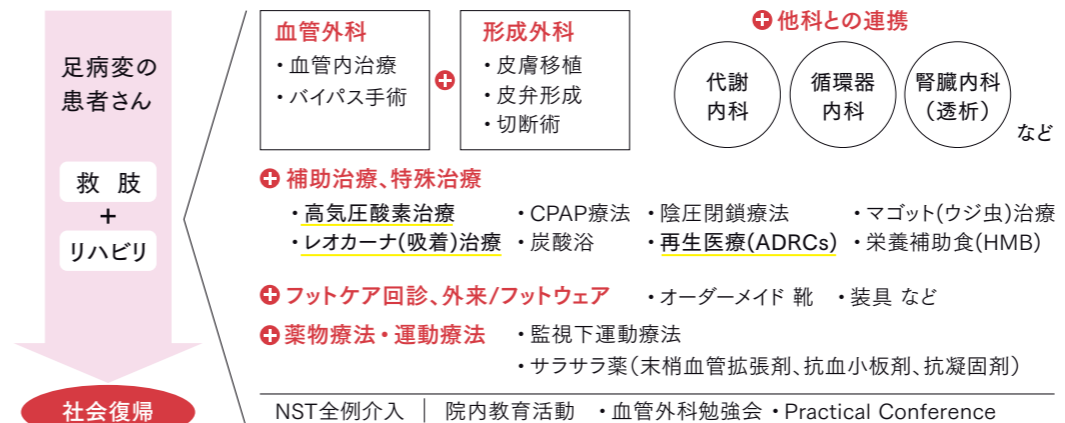 足病変の
患者さん
救 肢
+
リハビリ
社会復帰
血管外科
・血管内治療
・バイパス手術
+
形成外科
・皮膚移植
・皮弁形成
・切断術
+他科との連携
代謝
内科
循環器
内科
腎臓内科
(透析)
など
+補助治療、特殊治療
・高気圧酸素治療 ・CPAP療法 ・陰圧閉鎖療法 ・マゴット(ウジ虫)治療
・レオカーナ(吸着)治療 ・炭酸浴 ・再生医療(ADRCs) ・栄養補助食(HMB)
+フットケア回診、外来/フットウェア ・オーダーメイド 靴 ・装具 など
+薬物療法・運動療法 ・監視下運動療法
・サラサラ薬(末梢血管拡張剤、抗血小板剤、抗凝固剤)
NST全例介入 | 院内教育活動 ・血管外科勉強会 ・Practical Conference